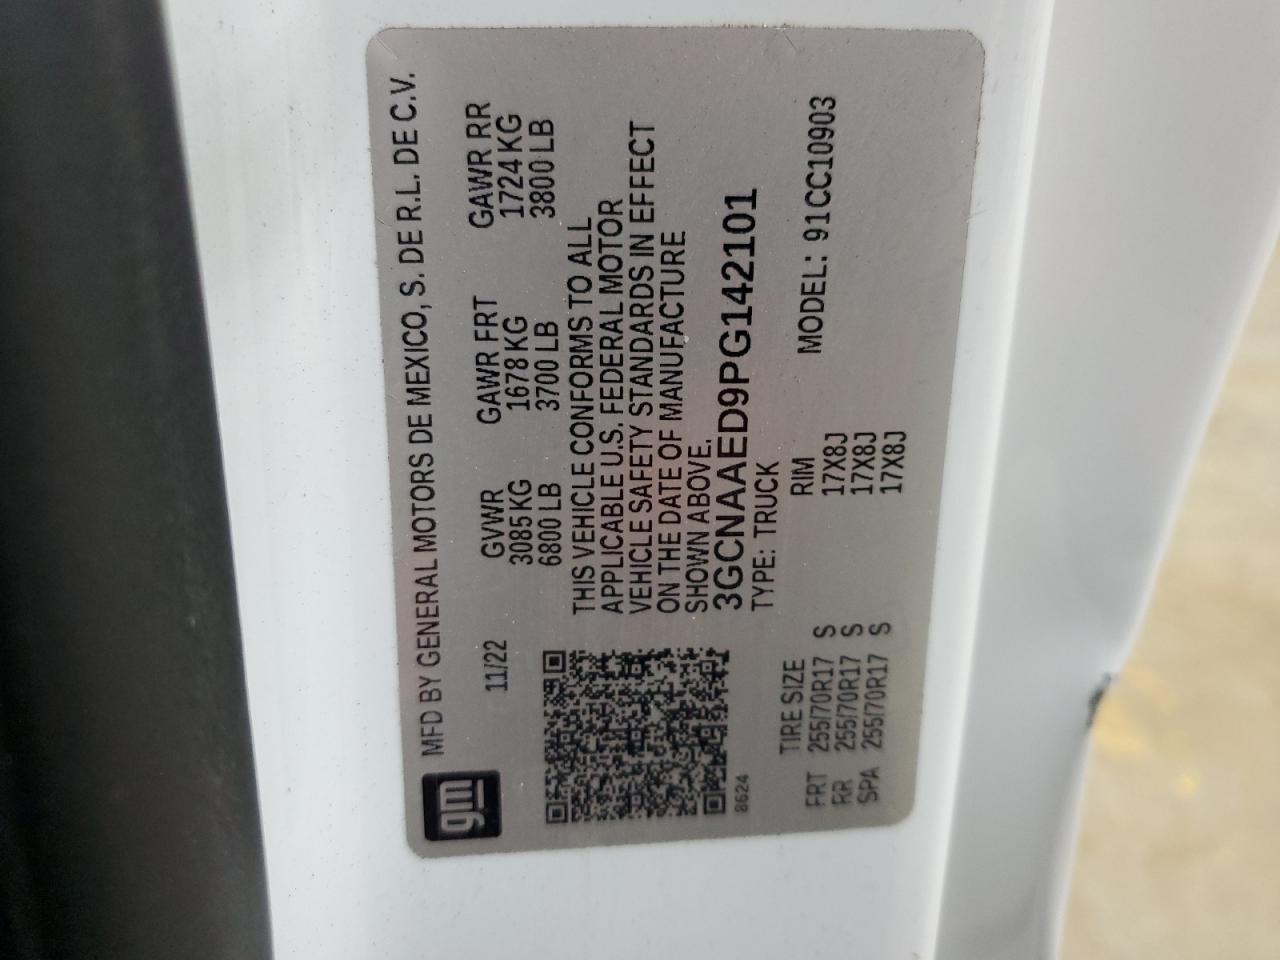 gm
MFD BY GENERAL MOTORS DE MEXICO, S. DE R.L. DE C.V.
11/22
GVWR GAWR FRT GAWR RR
3085 KG 1678 KG 1724 KG
6800 LB 3700 LB 3800 LB
THIS VEHICLE CONFORMS TO ALL
APPLICABLE U.S. FEDERAL MOTOR
VEHICLE SAFETY STANDARDS IN EFFECT
ON THE DATE OF MANUFACTURE
SHOWN ABOVE.
3GCNAAED9PG142101
8624
TYPE: TRUCK MODEL: 91CC10903
TIRE SIZE RIM
FRT 255/70R17 S 17X8J
RR 255/70R17 S 17X8J
SPA 255/70R17 S 17X8J